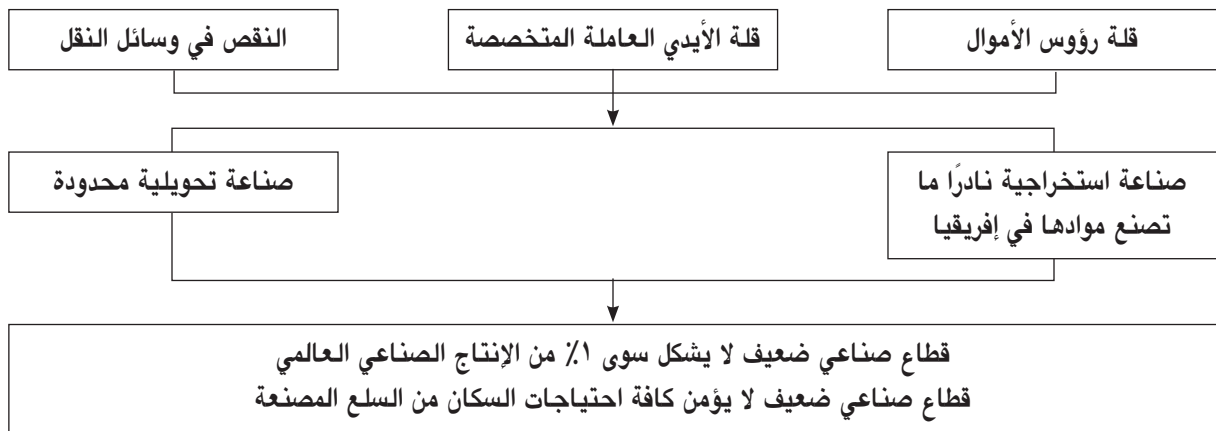 قلة رؤوس الأموال
قلة الأيدي العاملة المتخصصة
النقص في وسائل النقل
صناعة استخراجية نادرًا ما
تصنع موادها في إفريقيا
صناعة تحويلية محدودة
قطاع صناعي ضعيف لا يشكل سوى ١٪ من الإنتاج الصناعي العالمي
قطاع صناعي ضعيف لا يؤمن كافة احتياجات السكان من السلع المصنعة